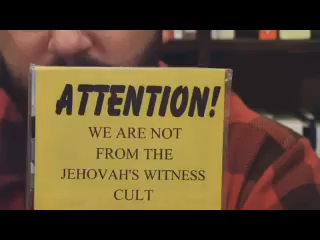 ATTENTION!
WE ARE NOT
FROM THE
JEHOVAH'S WITNESS
CULT